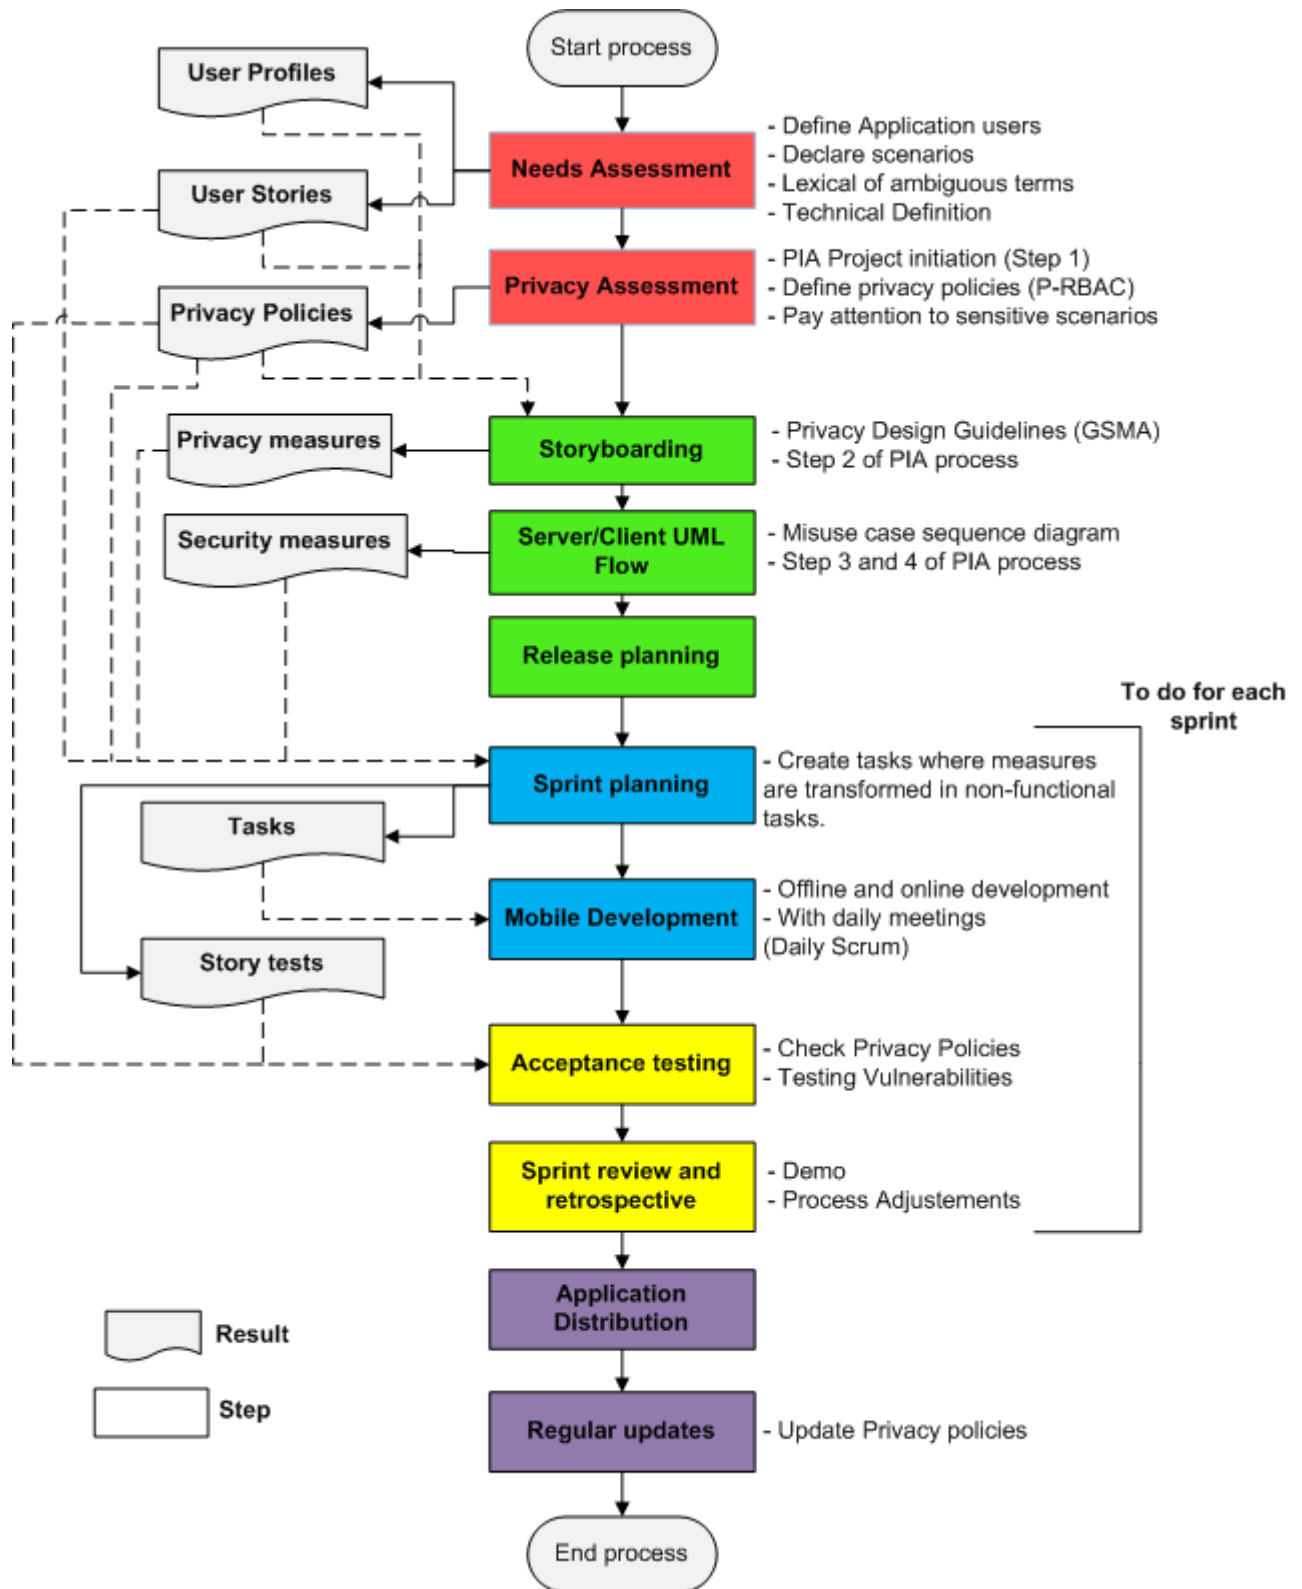 Start process
User Profiles
Needs Assessment
- Define Application users
- Declare scenarios
- Lexical of ambiguous terms
- Technical Definition
User Stories
Privacy Assessment
- PIA Project initiation (Step 1)
- Define privacy policies (P-RBAC)
- Pay attention to sensitive scenarios
Privacy Policies
Privacy measures
Storyboarding
- Privacy Design Guidelines (GSMA)
- Step 2 of PIA process
Security measures
Server/Client UML
Flow
- Misuse case sequence diagram
- Step 3 and 4 of PIA process
Release planning
To do for each
sprint
Sprint planning
- Create tasks where measures
are transformed in non-functional
tasks.
Tasks
Mobile Development
- Offline and online development
- With daily meetings
(Daily Scrum)
Story tests
Acceptance testing
- Check Privacy Policies
- Testing Vulnerabilities
Sprint review and
retrospective
- Demo
- Process Adjustements
Application
Distribution
Result
Step
Regular updates
- Update Privacy policies
End process